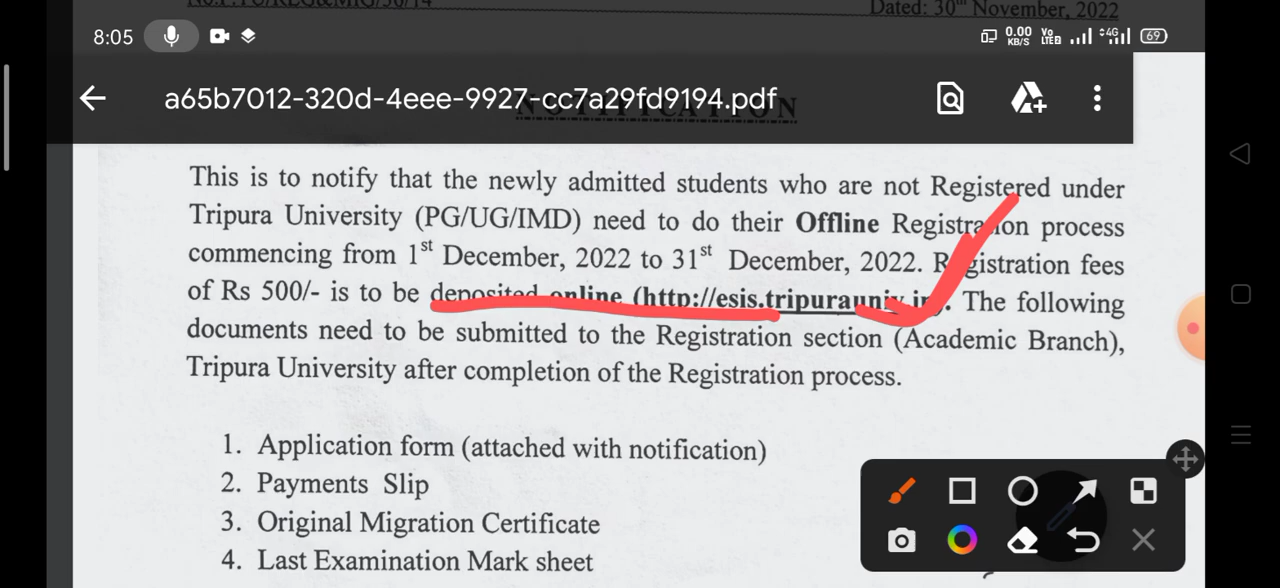 Dated: 30th November, 2022
8:05
0.00 KB/S Vo LTE2 4G 69
a65b7012-320d-4eee-9927-cc7a29fd9194.pdf
NOTIFICATION
This is to notify that the newly admitted students who are not Registered under
Tripura University (PG/UG/IMD) need to do their Offline Registration process
commencing from 1st December, 2022 to 31st December, 2022. Registration fees
of Rs 500/- is to be deposited online (http://esis.tripurauniv.in). The following
documents need to be submitted to the Registration section (Academic Branch),
Tripura University after completion of the Registration process.
1. Application form (attached with notification)
2. Payments Slip
3. Original Migration Certificate
4. Last Examination Mark sheet